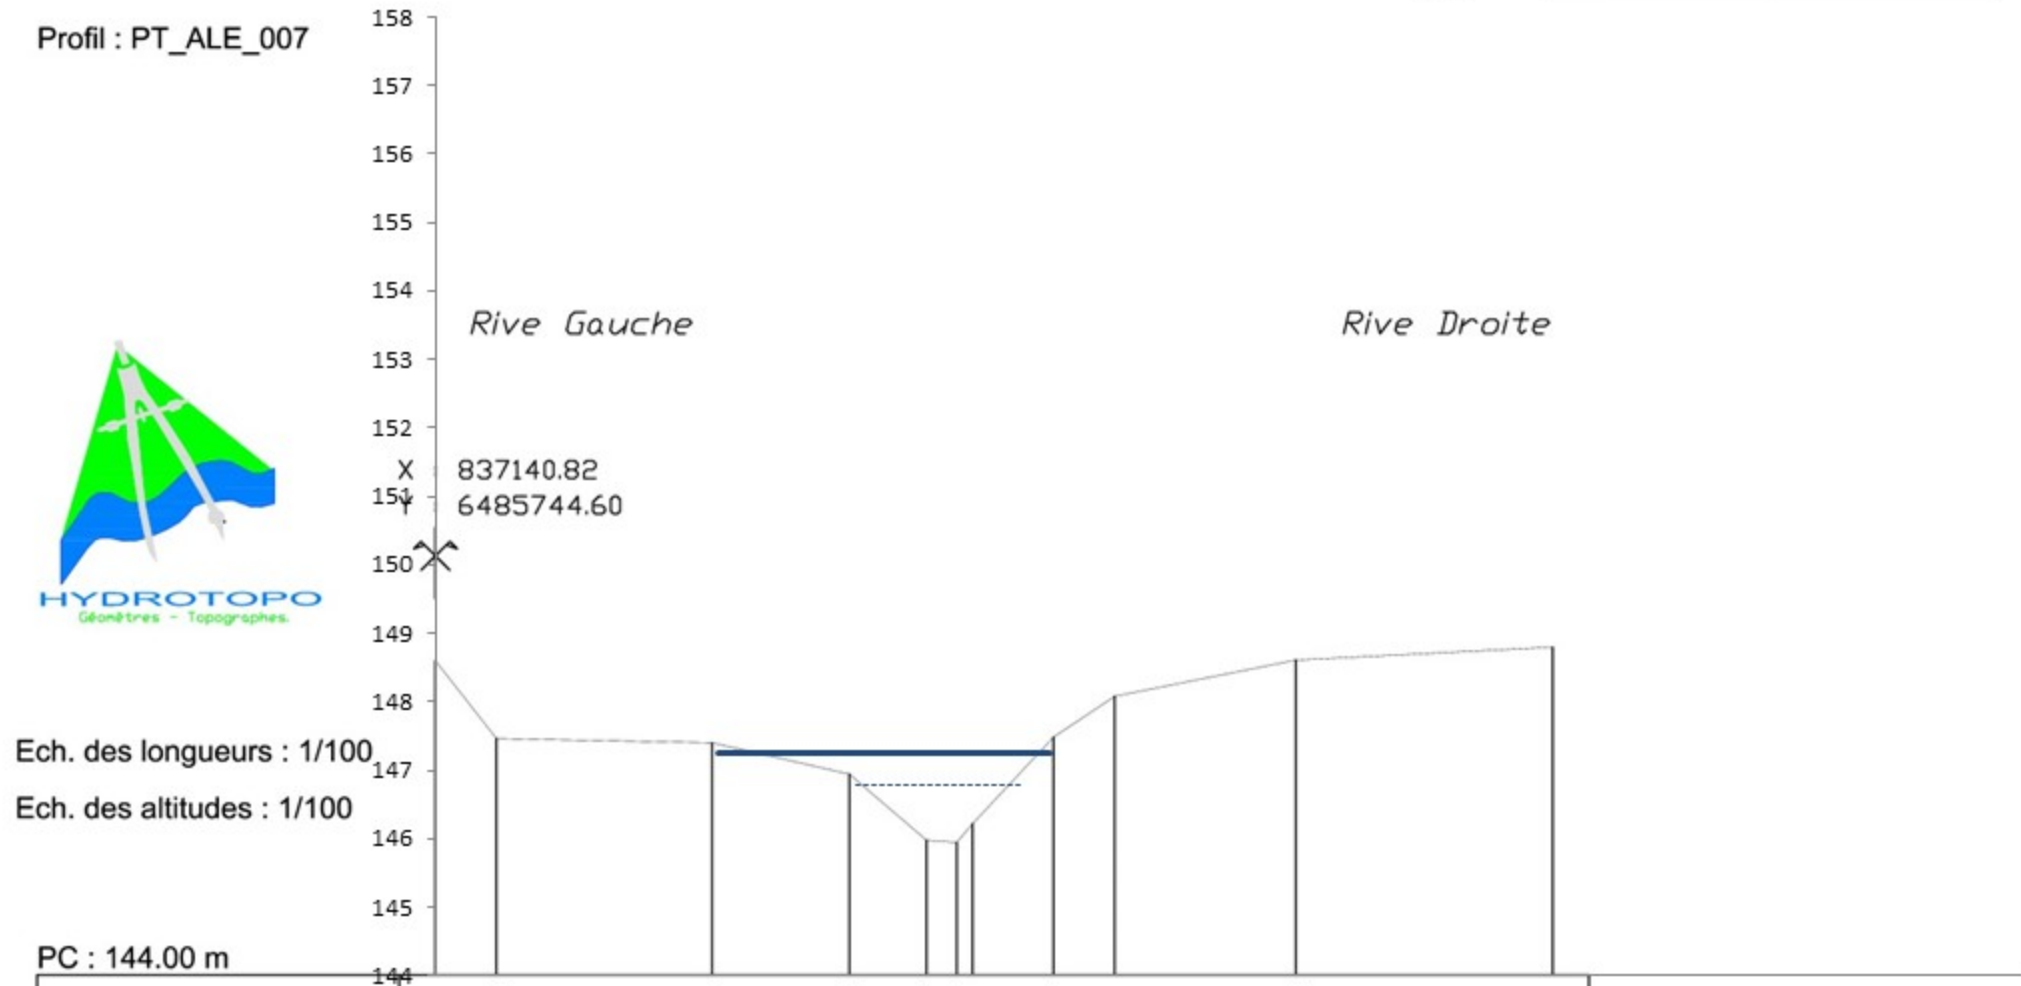 Profil : PT_ALE_007
158
157
156
155
154
Rive Gauche
Rive Droite
153
152
X : 837140.82
151
Y : 6485744.60
150
HYDROTOPO
Géomètres - Topographes.
149
148
Ech. des longueurs : 1/100
147
Ech. des altitudes : 1/100
146
145
PC : 144.00 m
144